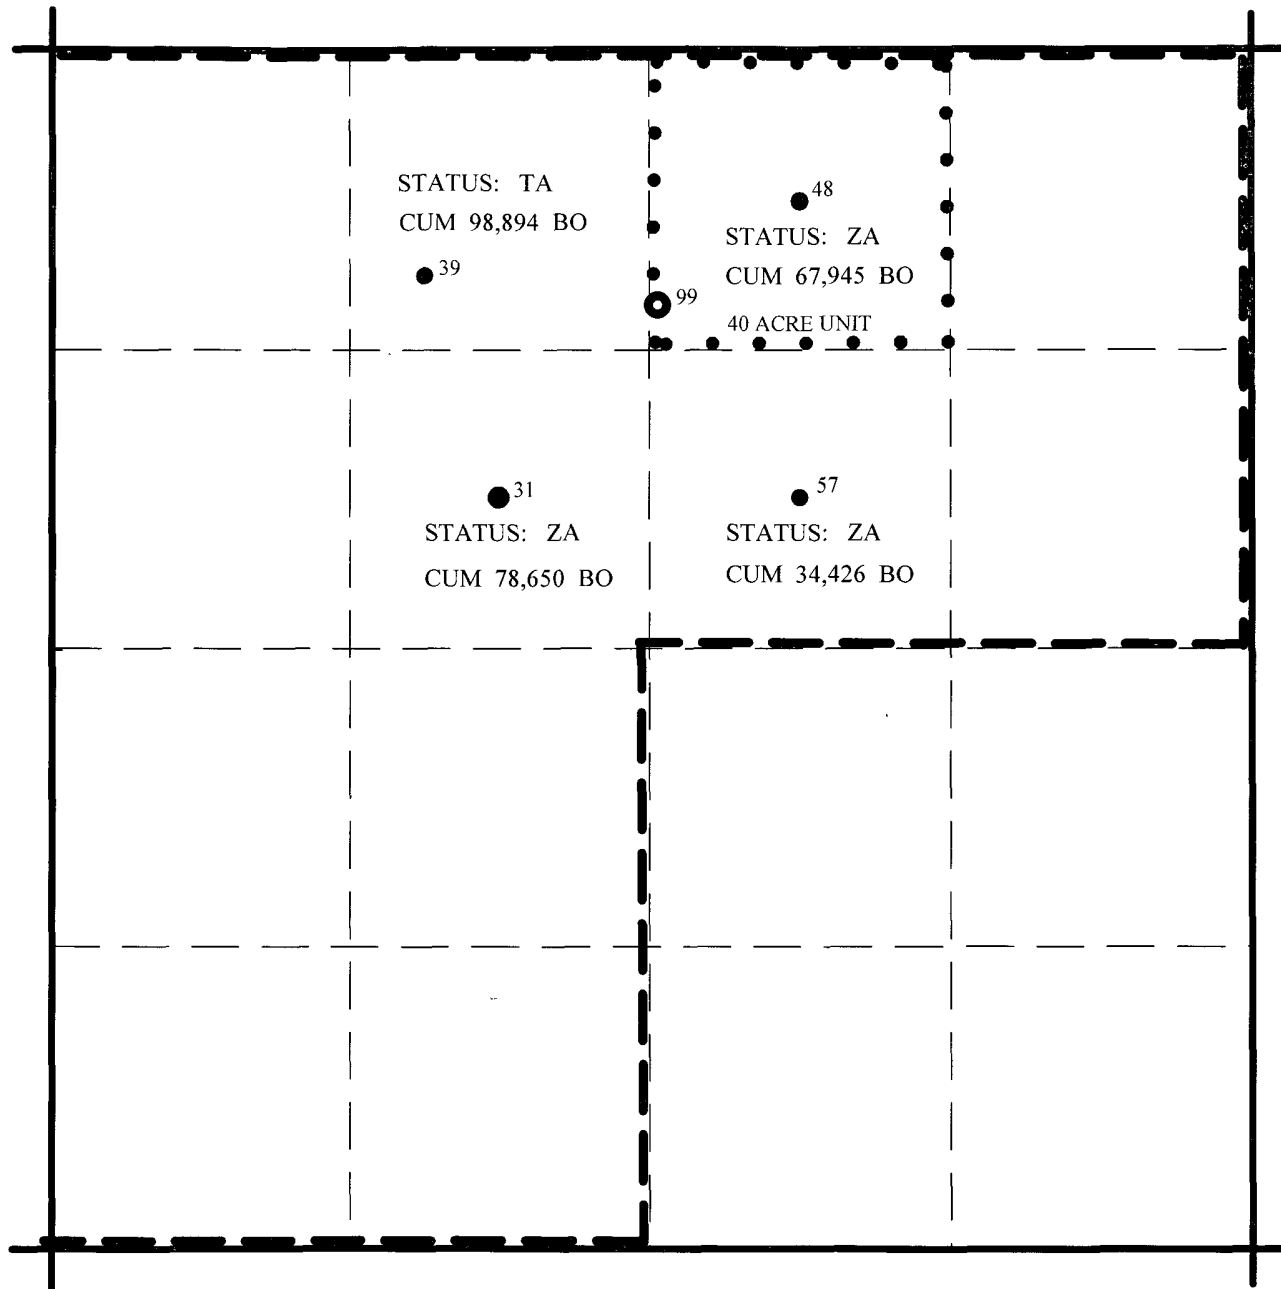 STATUS: TA
CUM 98,894 BO
39
48
STATUS: ZA
CUM 67,945 BO
99
40 ACRE UNIT
31
STATUS: ZA
CUM 78,650 BO
57
STATUS: ZA
CUM 34,426 BO